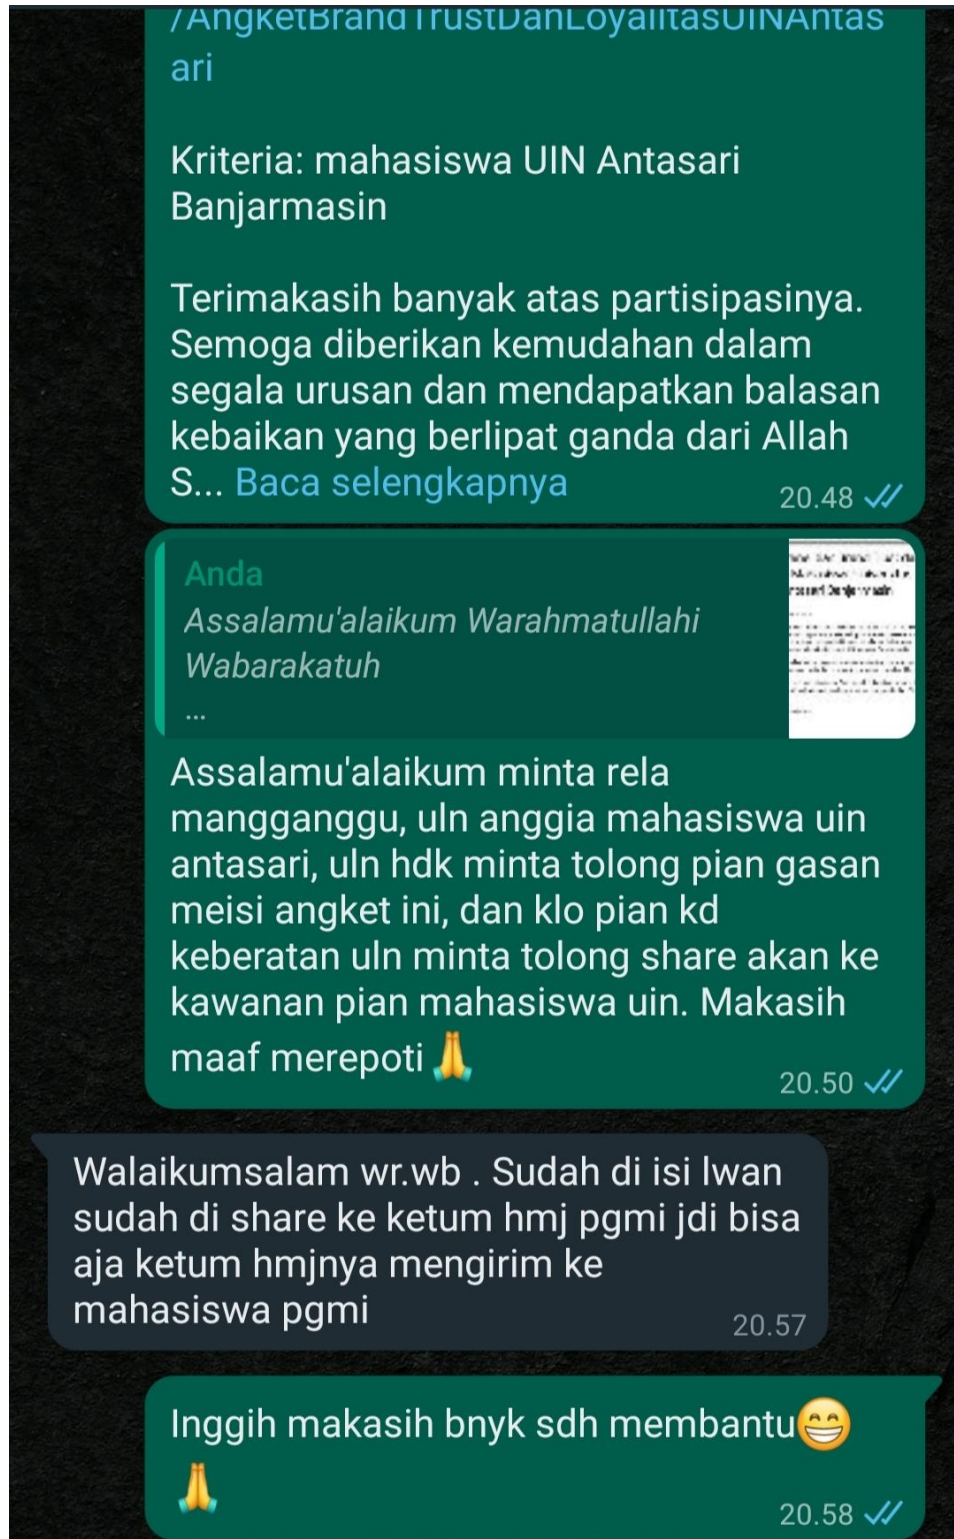 /AngketBrandTrustDanLoyalitasUINAntas
ari
Kriteria: mahasiswa UIN Antasari
Banjarmasin
Terimakasih banyak atas partisipasinya.
Semoga diberikan kemudahan dalam
segala urusan dan mendapatkan balasan
kebaikan yang berlipat ganda dari Allah
S... Baca selengkapnya
20.48
Anda
Assalamu'alaikum Warahmatullahi
Wabarakatuh
...
Assalamu'alaikum minta rela
mangganggu, uln anggia mahasiswa uin
antasari, uln hdk minta tolong pian gasan
meisi angket ini, dan klo pian kd
keberatan uln minta tolong share akan ke
kawanan pian mahasiswa uin. Makasih
maaf merepoti🙏
20.50
Walaikumsalam wr.wb . Sudah di isi lwan
sudah di share ke ketum hmj pgmi jdi bisa
aja ketum hmjnya mengirim ke
mahasiswa pgmi
20.57
Inggih makasih bnyk sdh membantu😁
🙏
20.58